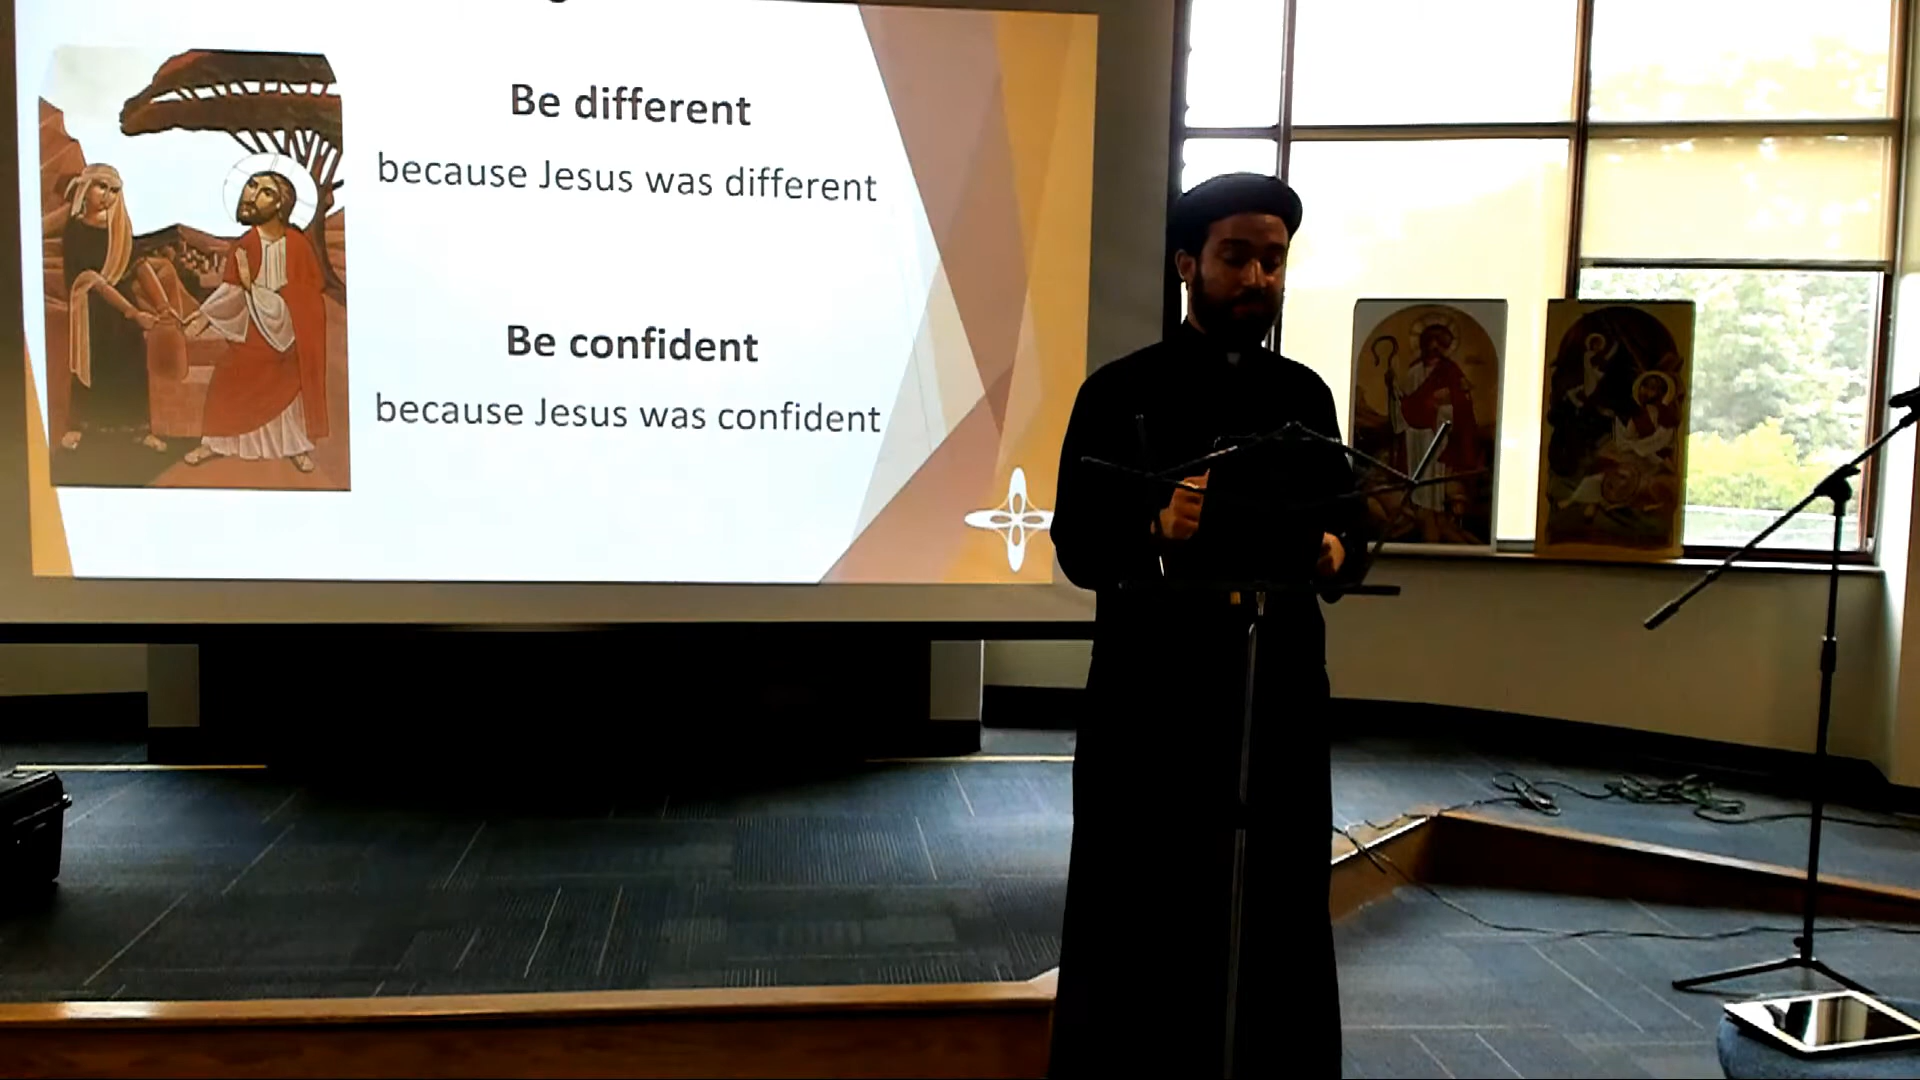 Be different
because Jesus was different
Be confident
because Jesus was confident